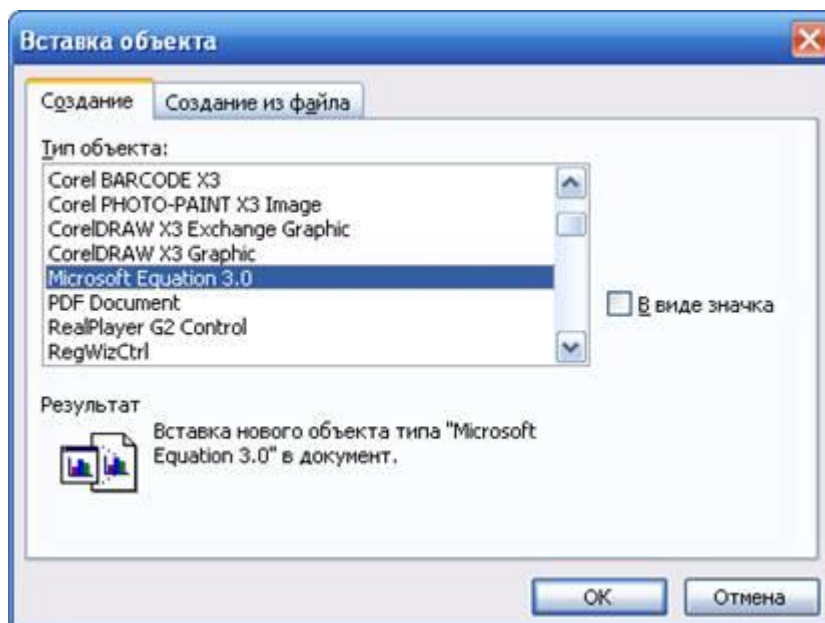 Вставка объекта
Создание
Создание из файла
Тип объекта:
Corel BARCODE X3
Corel PHOTO-PAINT X3 Image
CorelDRAW X3 Exchange Graphic
CorelDRAW X3 Graphic
Microsoft Equation 3.0
PDF Document
RealPlayer G2 Control
RegWizCtrl
В виде значка
Результат
Вставка нового объекта типа "Microsoft
Equation 3.0" в документ.
ОК
Отмена